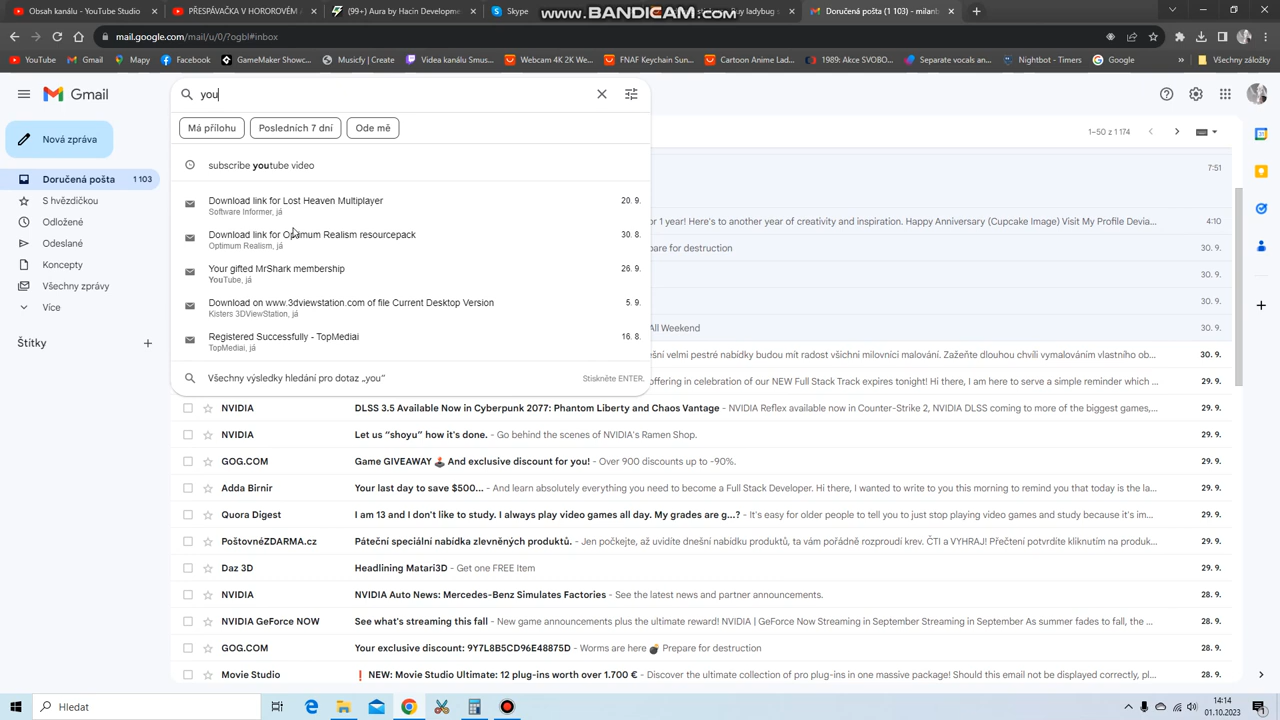 PŘESPÁVAČKA V HOROROVÉM
(99+) Aura by Hacin Developme
Skype
www.BANDICAM.com
y ladybug a
Doručená pošta (1 103) - milan
mail.google.com/mail/u/0/?ogbl#inbox
YouTube
Gmail
Mapy
Facebook
GameMaker Showc...
Musicfy | Create
Videa kanálu Smus...
Webcam 4K 2K We...
FNAF Keychain Sun...
Cartoon Anime Lad...
1989: Akce SVOBO...
Separate vocals an...
Nightbot - Timers
Google
»
Všechny záložky
Gmail
you
Má přílohu
Posledních 7 dní
Ode mě
1–50 z 1 174
Nová zpráva
Doručená pošta 1 103
S hvězdičkou
Odložené
Odeslané
Koncepty
Všechny zprávy
Více
Štítky
subscribe youtube video
Download link for Lost Heaven Multiplayer 20. 9.
Software Informer, já
Download link for Optimum Realism resourcepack 30. 8.
Optimum Realism, já
Your gifted MrShark membership 26. 9.
YouTube, já
Download on www.3dviewstation.com of file Current Desktop Version 5. 9.
Kisters 3DViewStation, já
Registered Successfully - TopMediai 16. 8.
TopMediai, já
Všechny výsledky hledání pro dotaz „you" Stiskněte ENTER.
7:51
or 1 year! Here's to another year of creativity and inspiration. Happy Anniversary (Cupcake Image) Visit My Profile Devia... 4:10
pare for destruction 30. 9.
30. 9.
30. 9.
All Weekend 30. 9.
ešní velmi pestré nabídky budou mít radost všichni milovníci malování. Zažeňte dlouhou chvíli vymalováním vlastního ob... 30. 9.
offering in celebration of our NEW Full Stack Track expires tonight! Hi there, I am here to serve a simple reminder which ... 29. 9.
NVIDIA DLSS 3.5 Available Now in Cyberpunk 2077: Phantom Liberty and Chaos Vantage - NVIDIA Reflex available now in Counter-Strike 2, NVIDIA DLSS coming to more of the biggest games,... 29. 9.
NVIDIA Let us “shoyu” how it's done. - Go behind the scenes of NVIDIA's Ramen Shop. 29. 9.
GOG.COM Game GIVEAWAY 🕹️ And exclusive discount for you! - Over 900 discounts up to -90%. 29. 9.
Adda Birnir Your last day to save $500... - And learn absolutely everything you need to become a Full Stack Developer. Hi there, I wanted to write to you this morning to remind you that today is the la... 29. 9.
Quora Digest I am 13 and I don't like to study. I always play video games all day. My grades are g...? - It's easy for older people to tell you to just stop playing video games and study because it's im... 29. 9.
PoštovnéZDARMA.cz Páteční speciální nabídka zlevněných produktů. - Jen počkejte, až uvidíte dnešní nabídku produktů, ta vám pořádně rozproudí krev. ČTI a VYHRAJ! Přečtení potvrdíte kliknutím na produk... 29. 9.
Daz 3D Headlining Matari3D - Get one FREE Item 29. 9.
NVIDIA NVIDIA Auto News: Mercedes-Benz Simulates Factories - See the latest news and partner announcements. 28. 9.
NVIDIA GeForce NOW See what's streaming this fall - New game announcements plus the ultimate reward! NVIDIA | GeForce Now Streaming in September Streaming in September As summer fades to fall, the ... 28. 9.
GOG.COM Your exclusive discount: 9Y7L8B5CD96E48875D - Worms are here 💣 Prepare for destruction 28. 9.
Movie Studio ❗ NEW: Movie Studio Ultimate: 12 plug-ins worth over 1.700 € - Discover the ultimate collection of pro plug-ins in one massive package! Should this email not be displayed correctly, pl... 28. 9.
Hledat
14:14
01.10.2023